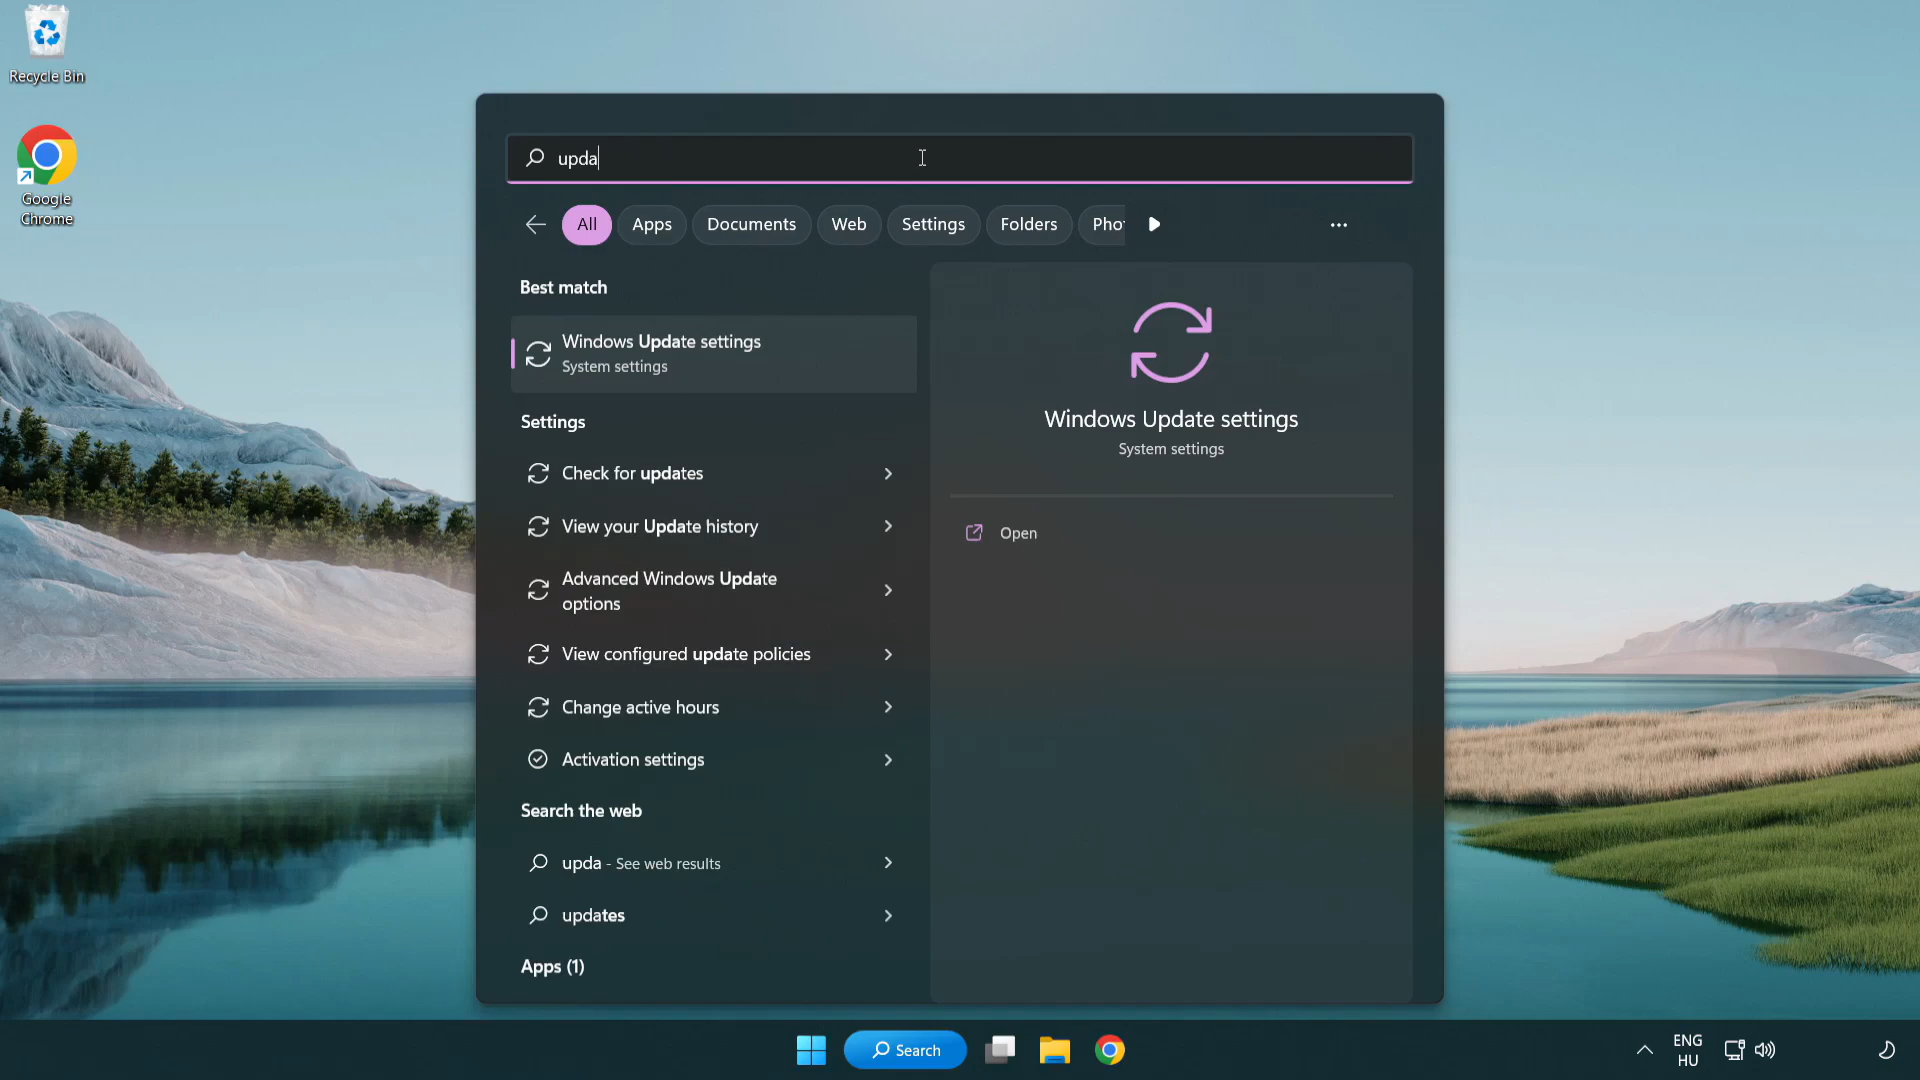 Recycle Bin
Google
Chrome
upda
All
Apps
Documents
Web
Settings
Folders
Pho
Best match
Windows Update settings
System settings
Settings
Check for updates
View your Update history
Advanced Windows Update
options
View configured update policies
Change active hours
Activation settings
Search the web
upda - See web results
updates
Apps (1)
Windows Update settings
System settings
Open
Search
ENG
HU